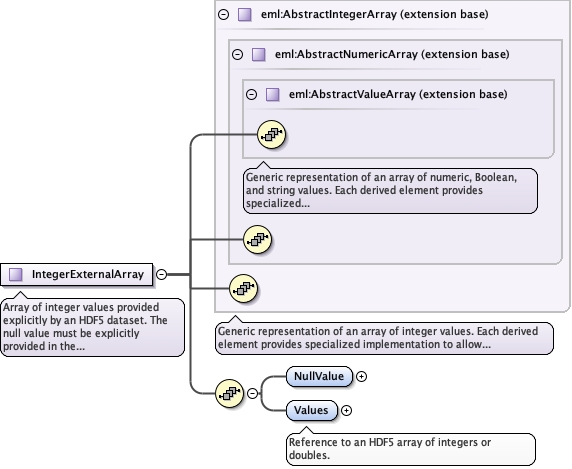 eml:AbstractIntegerArray (extension base)
eml:AbstractNumericArray (extension base)
eml:AbstractValueArray (extension base)
Generic representation of an array of numeric, Boolean,
and string values. Each derived element provides
specialized...
IntegerExternalArray
Array of integer values provided
explicitly by an HDF5 dataset. The
null value must be explicitly
provided in the...
Generic representation of an array of integer values. Each derived
element provides specialized implementation to allow...
NullValue
Values
Reference to an HDF5 array of integers or
doubles.